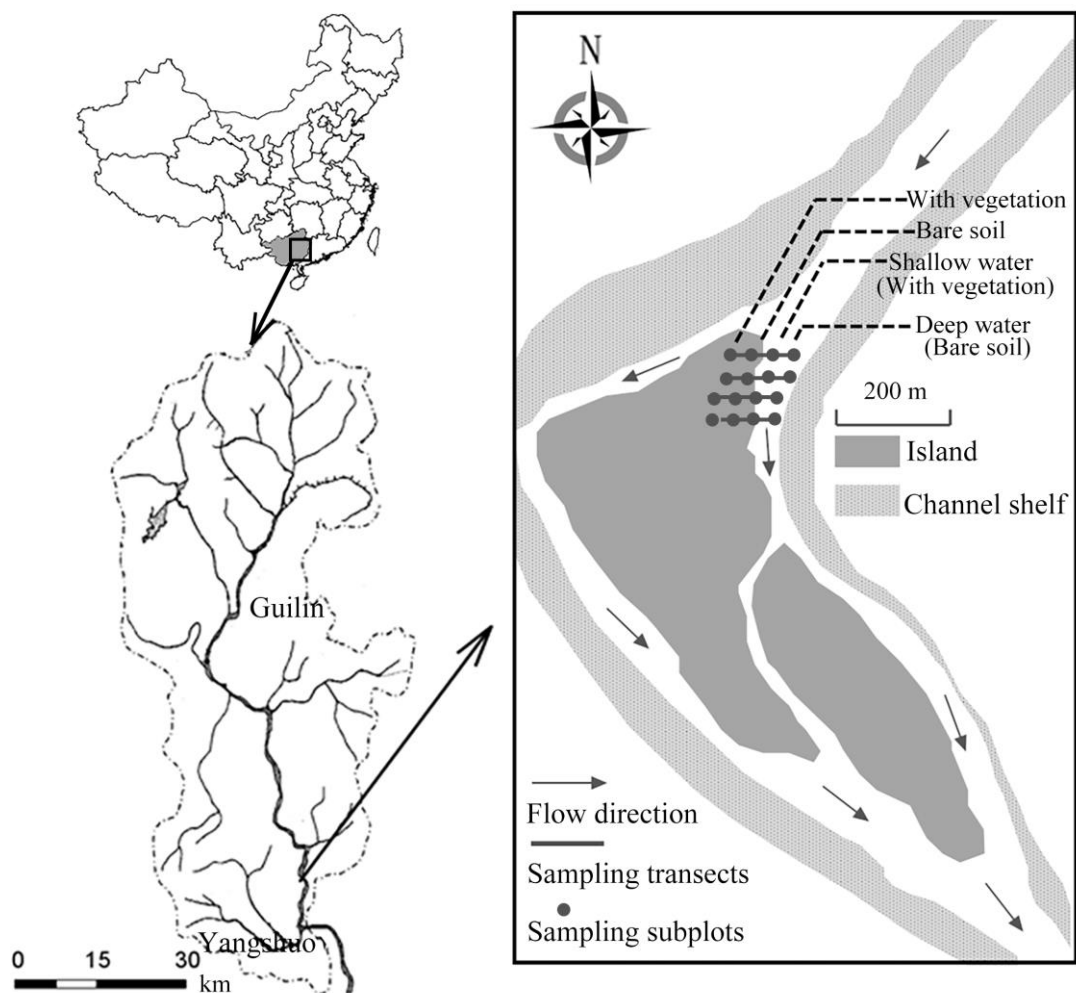 N
With vegetation
Bare soil
Shallow water
(With vegetation)
Deep water
(Bare soil)
200 m
Island
Channel shelf
Flow direction
Sampling transects
Sampling subplots
Guilin
Yangshuo
0 15 30
km